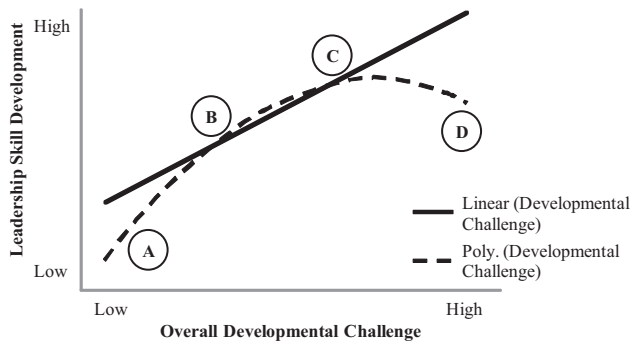 High
Leadership Skill Development
C
B
D
A
Linear (Developmental
Challenge)
Poly. (Developmental
Challenge)
Low
Low
High
Overall Developmental Challenge